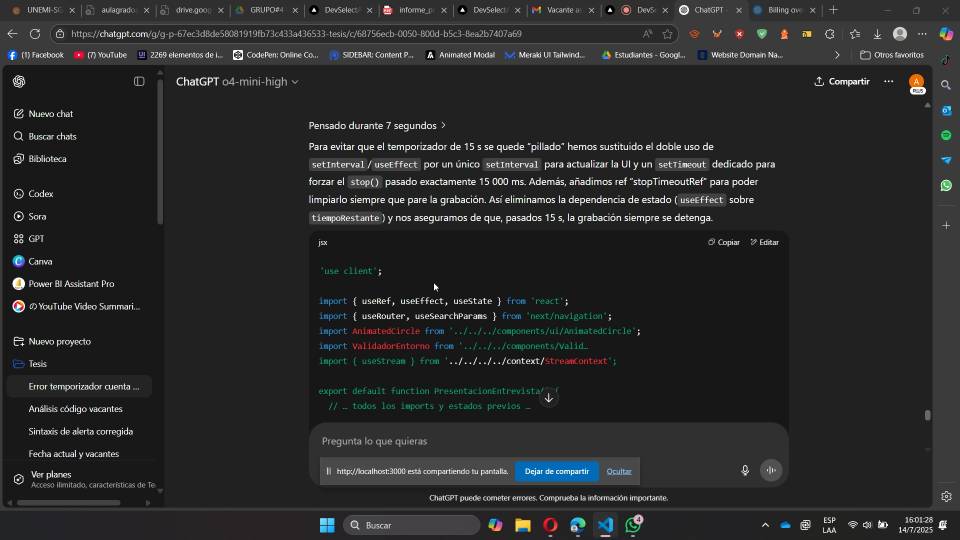 UNEMI-SG
aulagrado
drive.goog
GRUPO#4
DevSelectA
informe_p
DevSelectA
Vacante as
DevS
ChatGPT
Billing ove
https://chatgpt.com/g/g-p-67ec3d8de58081919fb73c433a436533-tesis/c/68756ecb-0050-800d-b5c3-8ea2b7407a69
(1) Facebook
(7) YouTube
2269 elementos de i...
CodePen: Online Co...
SIDEBAR: Content P...
Animated Modal
Meraki UI Tailwind...
Estudiantes - Googl...
Website Domain Na...
Otros favoritos
ChatGPT o4-mini-high
Compartir
PLUS
Nuevo chat
Buscar chats
Biblioteca
Codex
Sora
GPT
Canva
Power BI Assistant Pro
の YouTube Video Summari...
Nuevo proyecto
Tesis
Error temporizador cuenta ...
Análisis código vacantes
Sintaxis de alerta corregida
Fecha actual y vacantes
Ver planes
Acceso ilimitado, características de Te
Pensado durante 7 segundos
Para evitar que el temporizador de 15 s se quede “pillado” hemos sustituido el doble uso de
setInterval/useEffect por un único setInterval para actualizar la UI y un setTimeout dedicado para
forzar el stop() pasado exactamente 15 000 ms. Además, añadimos ref “stopTimeoutRef” para poder
limpiarlo siempre que pare la grabación. Así eliminamos la dependencia de estado (useEffect sobre
tiempoRestante) y nos aseguramos de que, pasados 15 s, la grabación siempre se detenga.
jsx
Copiar
Editar
'use client';
import { useRef, useEffect, useState } from 'react';
import { useRouter, useSearchParams } from 'next/navigation';
import AnimatedCircle from '../../../components/ui/AnimatedCircle';
import ValidadorEntorno from '../../../components/Valid…
import { useStream } from '../../../../context/StreamContext';
export default function PresentacionEntrevista
// … todos los imports y estados previos …
Pregunta lo que quieras
http://localhost:3000 está compartiendo tu pantalla.
Dejar de compartir
Ocultar
ChatGPT puede cometer errores. Comprueba la información importante.
Buscar
4
ESP
LAA
16:01:28
14/7/2025